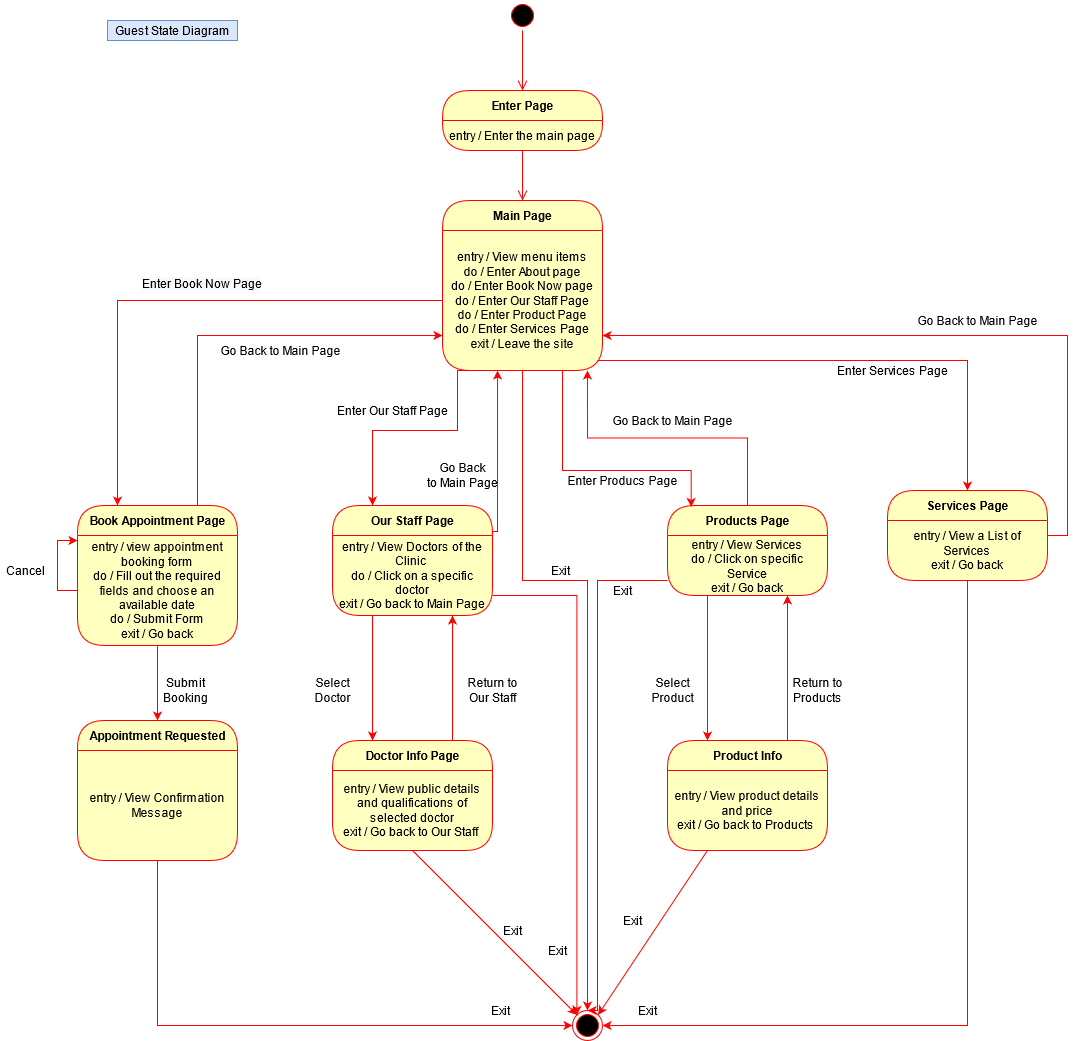 Guest State Diagram
Enter Page
entry / Enter the main page
Main Page
entry / View menu items
do / Enter About page
do / Enter Book Now page
do / Enter Our Staff Page
do / Enter Product Page
do / Enter Services Page
exit / Leave the site
Enter Book Now Page
Go Back to Main Page
Go Back to Main Page
Enter Services Page
Enter Our Staff Page
Go Back to Main Page
Go Back
to Main Page
Enter Producs Page
Book Appointment Page
entry / view appointment
booking form
do / Fill out the required
fields and choose an
available date
do / Submit Form
exit / Go back
Cancel
Our Staff Page
entry / View Doctors of the
Clinic
do / Click on a specific
doctor
exit / Go back to Main Page
Exit
Exit
Products Page
entry / View Services
do / Click on specific
Service
exit / Go back
Services Page
entry / View a List of
Services
exit / Go back
Submit
Booking
Select
Doctor
Return to
Our Staff
Select
Product
Return to
Products
Appointment Requested
entry / View Confirmation
Message
Doctor Info Page
entry / View public details
and qualifications of
selected doctor
exit / Go back to Our Staff
Product Info
entry / View product details
and price
exit / Go back to Products
Exit
Exit
Exit
Exit
Exit